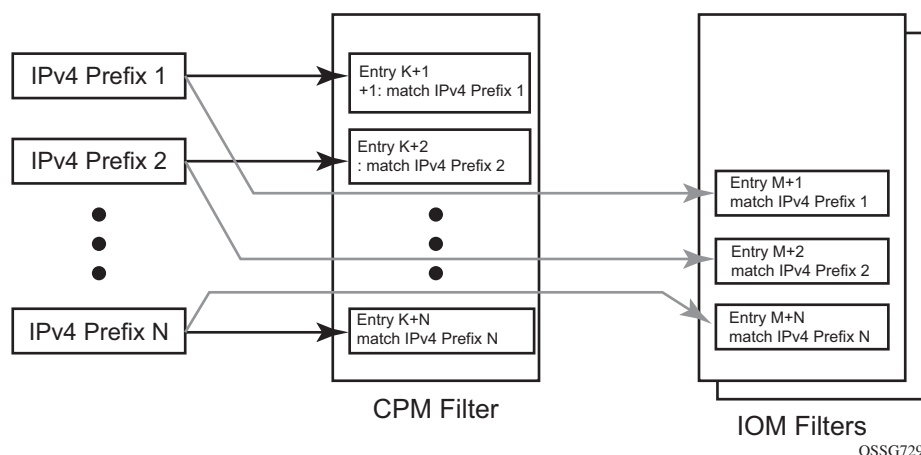 IPv4 Prefix 1
Entry K+1
+1: match IPv4 Prefix 1
IPv4 Prefix 2
Entry K+2
: match IPv4 Prefix 2
Entry M+1
match IPv4 Prefix 1
Entry M+2
match IPv4 Prefix 2
IPv4 Prefix N
Entry K+N
match IPv4 Prefix N
Entry M+N
match IPv4 Prefix N
CPM Filter
IOM Filters
OSSG729